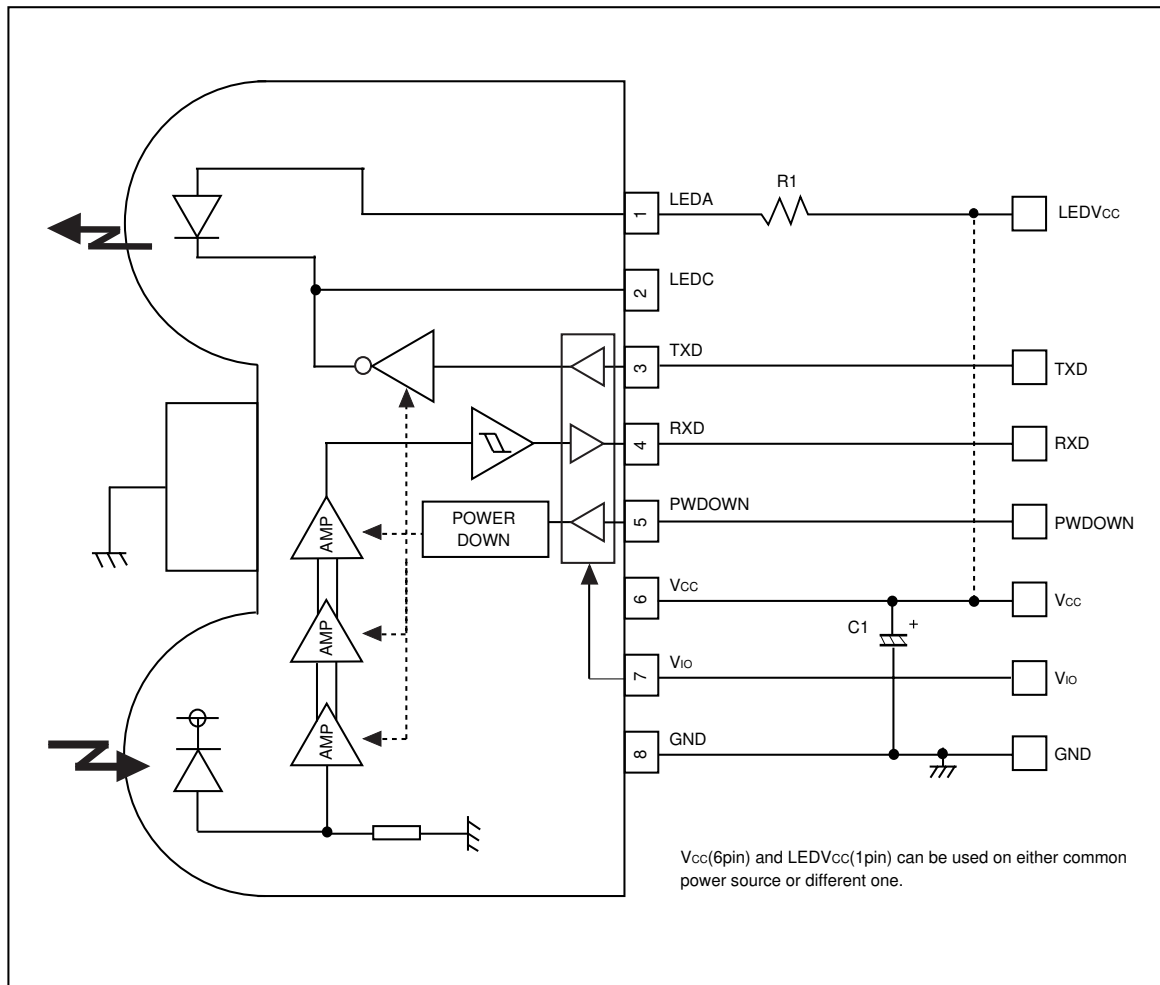 R1
1
LEDA
LEDVCC
2
LEDC
3
TXD
TXD
4
RXD
RXD
AMP
POWER
DOWN
5
PWDOWN
PWDOWN
AMP
6
VCC
VCC
C1
+
7
VIO
VIO
AMP
8
GND
GND
VCC(6pin) and LEDVCC(1pin) can be used on either common
power source or different one.